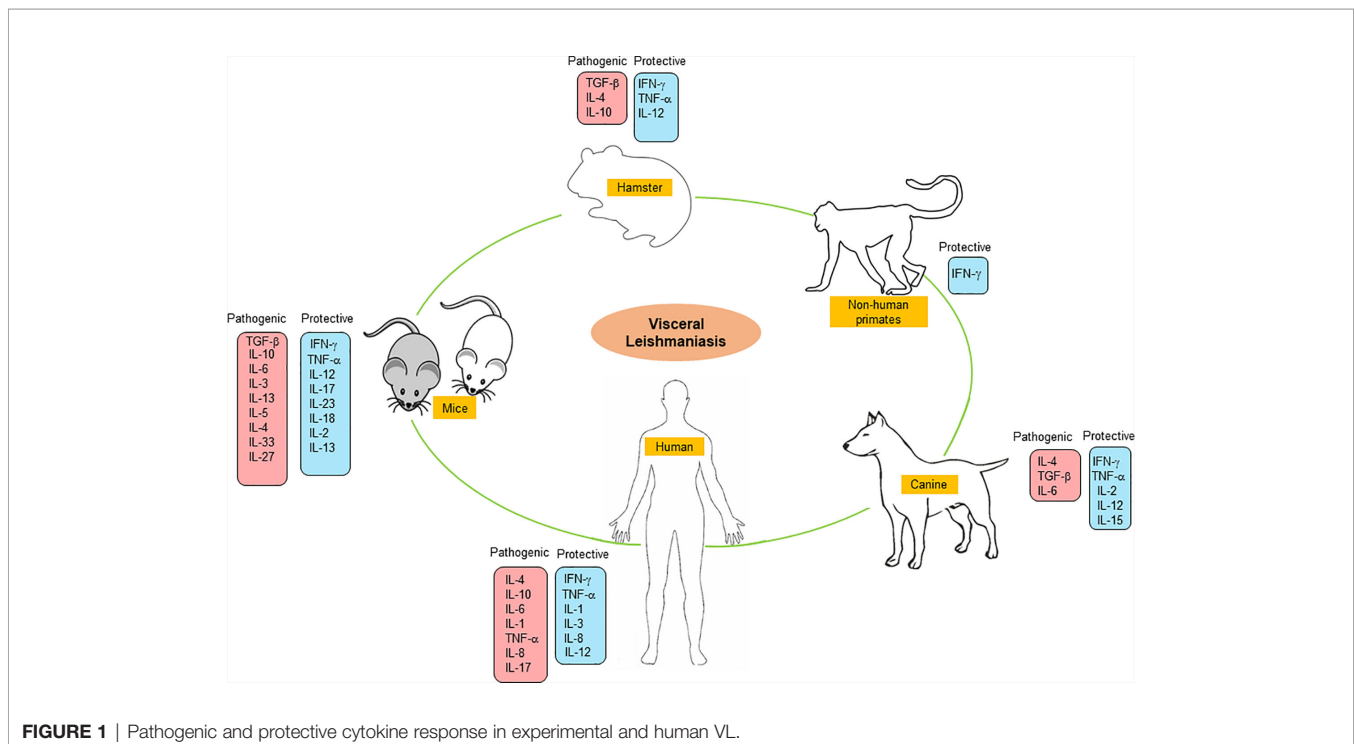 Pathogenic Protective
TGF-β
IL-4
IL-10
IFN-γ
TNF-α
IL-12
Hamster
Protective
IFN-γ
Non-human
primates
Pathogenic Protective
TGF-β
IL-10
IL-6
IL-3
IL-13
IL-5
IL-4
IL-33
IL-27
IFN-γ
TNF-α
IL-12
IL-17
IL-23
IL-18
IL-2
IL-13
Mice
Visceral
Leishmaniasis
Human
Canine
Pathogenic Protective
IL-4
TGF-β
IL-6
IFN-γ
TNF-α
IL-2
IL-12
IL-15
Pathogenic Protective
IL-4
IL-10
IL-6
IL-1
TNF-α
IL-8
IL-17
IFN-γ
TNF-α
IL-1
IL-3
IL-8
IL-12
FIGURE 1 | Pathogenic and protective cytokine response in experimental and human VL.